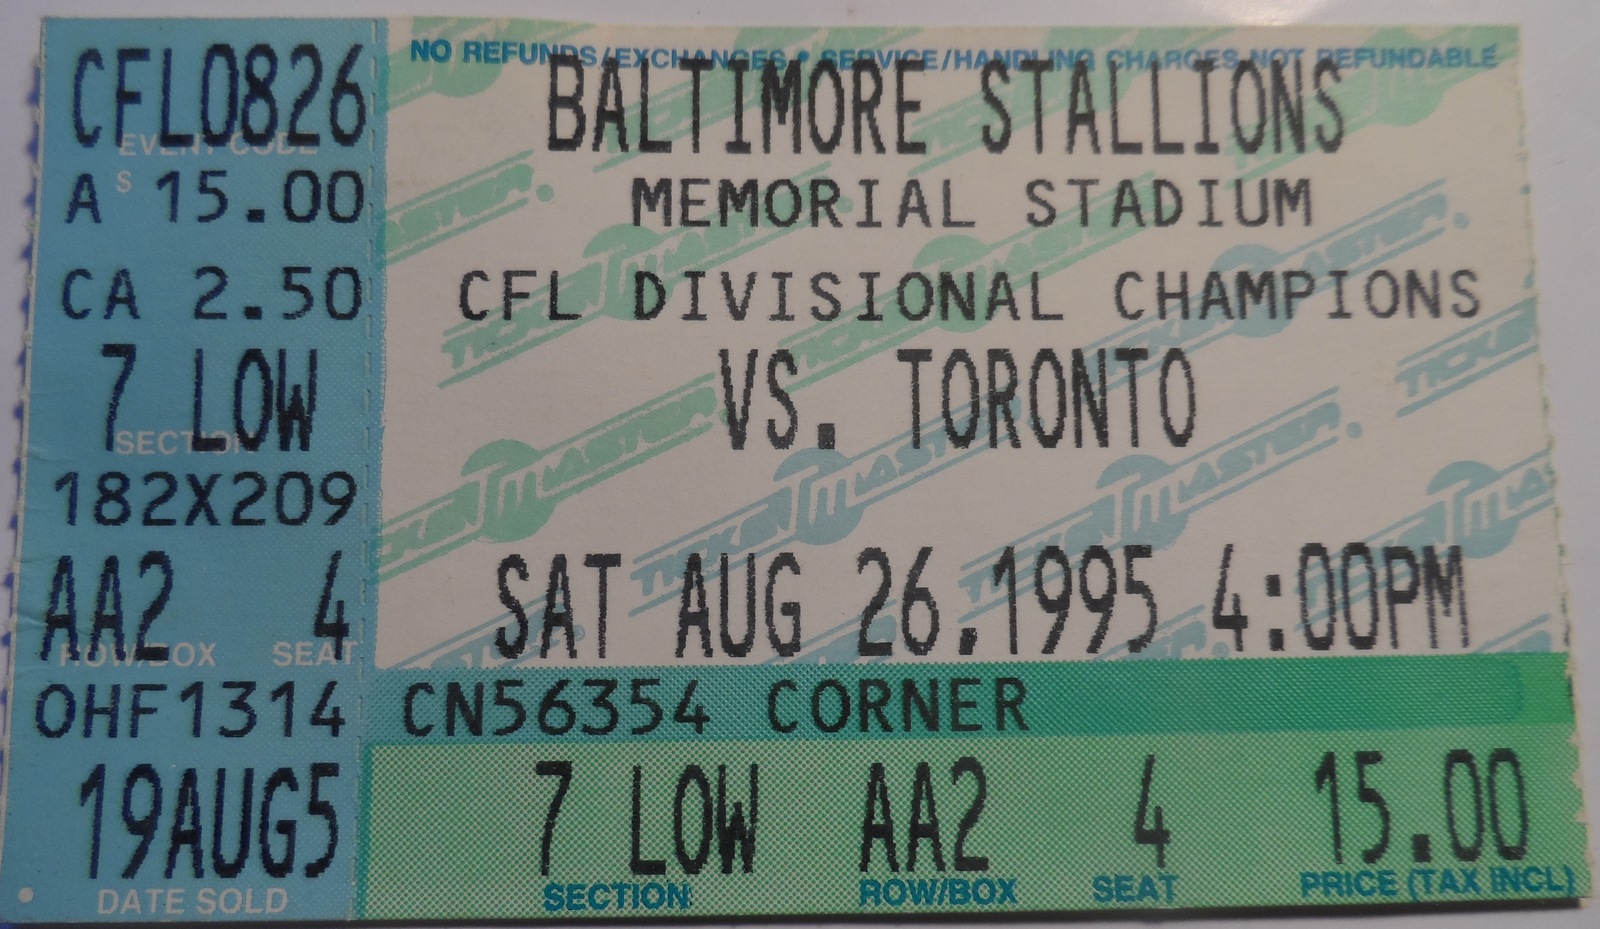 CFL0826
EVENT CODE
A $ 15.00
CA 2.50
7 LOW
SECTION
182X209
AA2 4
ROW/BOX SEAT
OHF1314
19AUG5
DATE SOLD
NO REFUNDS/EXCHANGES • SERVICE/HANDLING CHARGES NOT REFUNDABLE
BALTIMORE STALLIONS
MEMORIAL STADIUM
CFL DIVISIONAL CHAMPIONS
VS. TORONTO
SAT AUG 26,1995 4:00PM
CN56354 CORNER
7 LOW AA2 4 15.00
SECTION ROW/BOX SEAT PRICE (TAX INCL)
TICKETMASTER